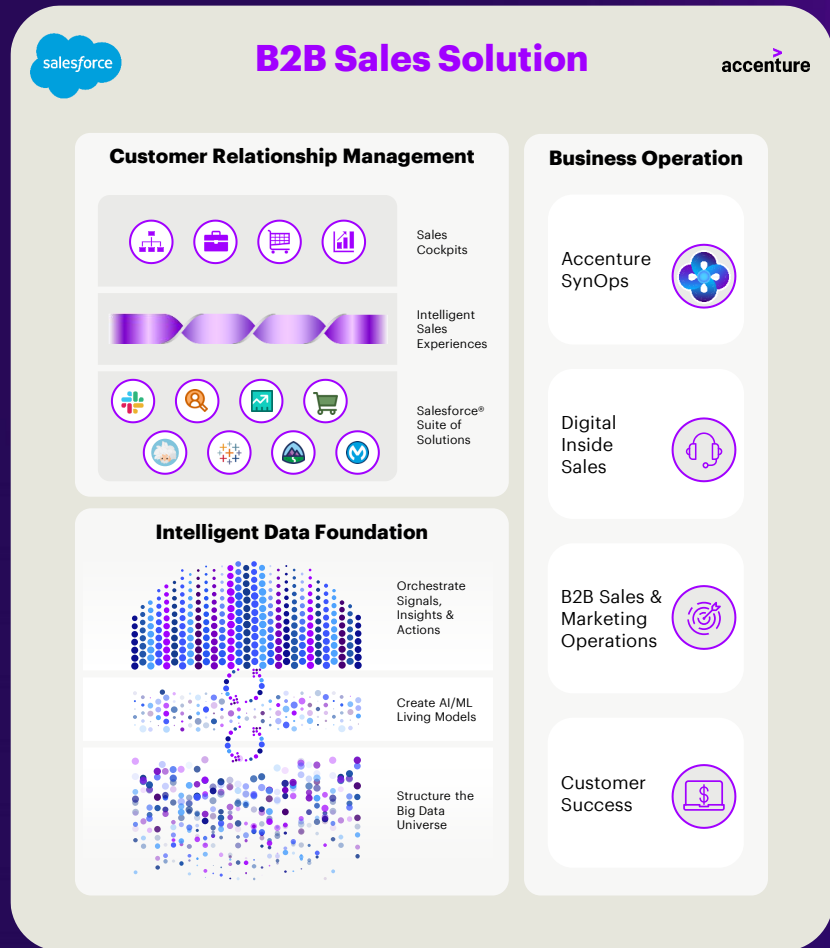 salesforce
B2B Sales Solution
accenture
Customer Relationship Management
Sales
Cockpits
Intelligent
Sales
Experiences
Salesforce®
Suite of
Solutions
Intelligent Data Foundation
Orchestrate
Signals,
Insights &
Actions
Create AI/ML
Living Models
Structure the
Big Data
Universe
Business Operation
Accenture
SynOps
Digital
Inside
Sales
B2B Sales &
Marketing
Operations
Customer
Success